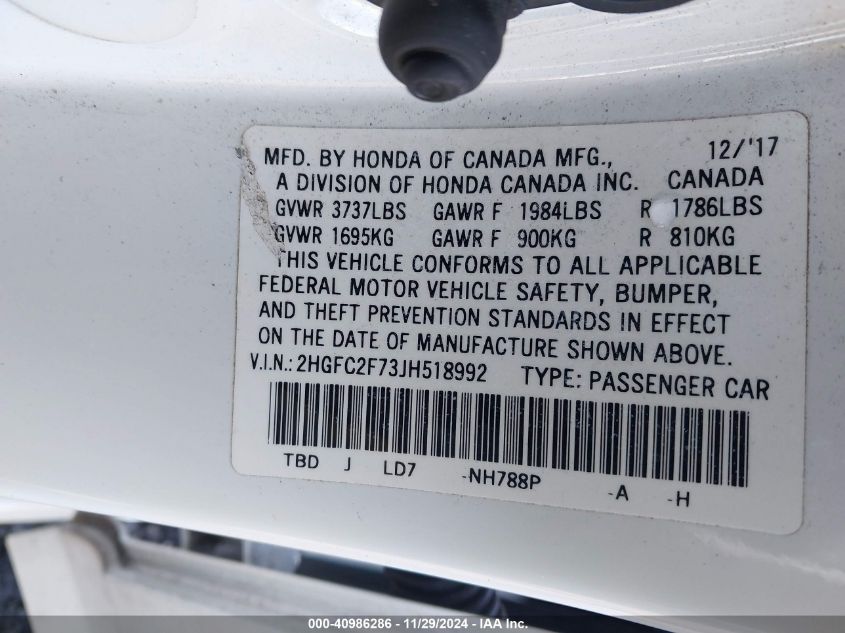 MFD. BY HONDA OF CANADA MFG., 12/'17
A DIVISION OF HONDA CANADA INC. CANADA
GVWR 3737LBS GAWR F 1984LBS R 1786LBS
GVWR 1695KG GAWR F 900KG R 810KG
THIS VEHICLE CONFORMS TO ALL APPLICABLE
FEDERAL MOTOR VEHICLE SAFETY, BUMPER,
AND THEFT PREVENTION STANDARDS IN EFFECT
ON THE DATE OF MANUFACTURE SHOWN ABOVE.
V.I.N.: 2HGFC2F73JH518992 TYPE: PASSENGER CAR
TBD J LD7 -NH788P -A -H
000-40986286 - 11/29/2024 - IAA Inc.